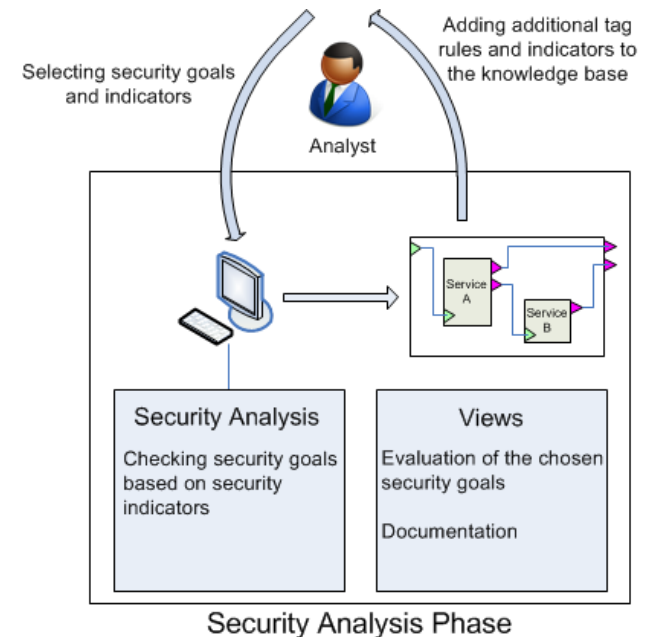 Selecting security goals
and indicators
Adding additional tag
rules and indicators to
the knowledge base
Analyst
Service
A
Service
B
Security Analysis
Checking security goals
based on security
indicators
Views
Evaluation of the chosen
security goals
Documentation
Security Analysis Phase